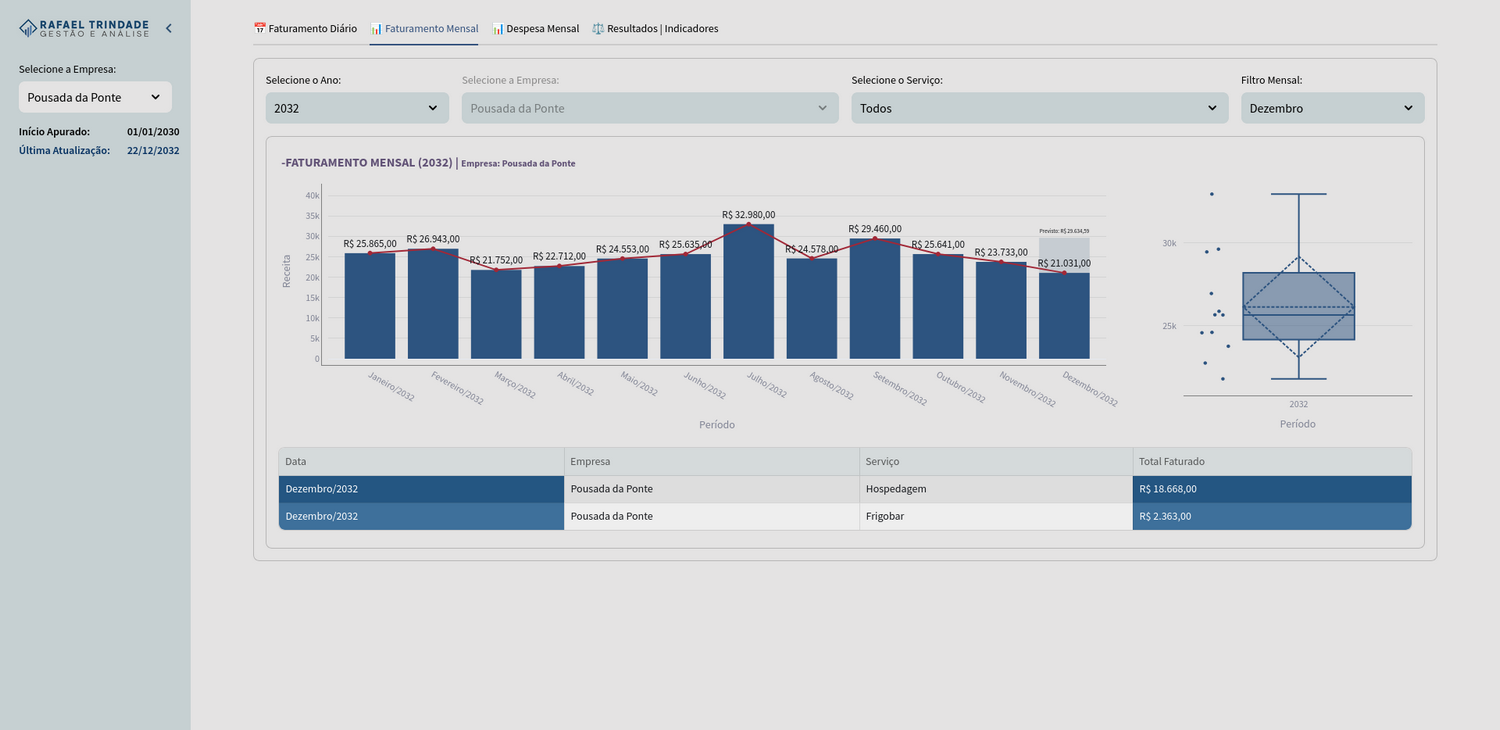 RAFAEL TRINDADE
GESTÃO E ANÁLISE
Selecione a Empresa:
Pousada da Ponte
Início Apurado: 01/01/2030
Última Atualização: 22/12/2032
📅 Faturamento Diário 📊 Faturamento Mensal 📊 Despesa Mensal ⚖️ Resultados | Indicadores
Selecione o Ano: Selecione a Empresa: Selecione o Serviço: Filtro Mensal:
2032 Pousada da Ponte Todos Dezembro
-FATURAMENTO MENSAL (2032) | Empresa: Pousada da Ponte
Receita
40k
35k
30k
25k
20k
15k
10k
5k
0
R$ 25.865,00
R$ 26.943,00
R$ 21.752,00
R$ 22.712,00
R$ 24.553,00
R$ 25.635,00
R$ 32.980,00
R$ 24.578,00
R$ 29.460,00
R$ 25.641,00
R$ 23.733,00
Previsto: R$ 29.634,59
R$ 21.031,00
Janeiro/2032
Fevereiro/2032
Março/2032
Abril/2032
Maio/2032
Junho/2032
Julho/2032
Agosto/2032
Setembro/2032
Outubro/2032
Novembro/2032
Dezembro/2032
Período
30k
25k
2032
Período
Data Empresa Serviço Total Faturado
Dezembro/2032 Pousada da Ponte Hospedagem R$ 18.668,00
Dezembro/2032 Pousada da Ponte Frigobar R$ 2.363,00